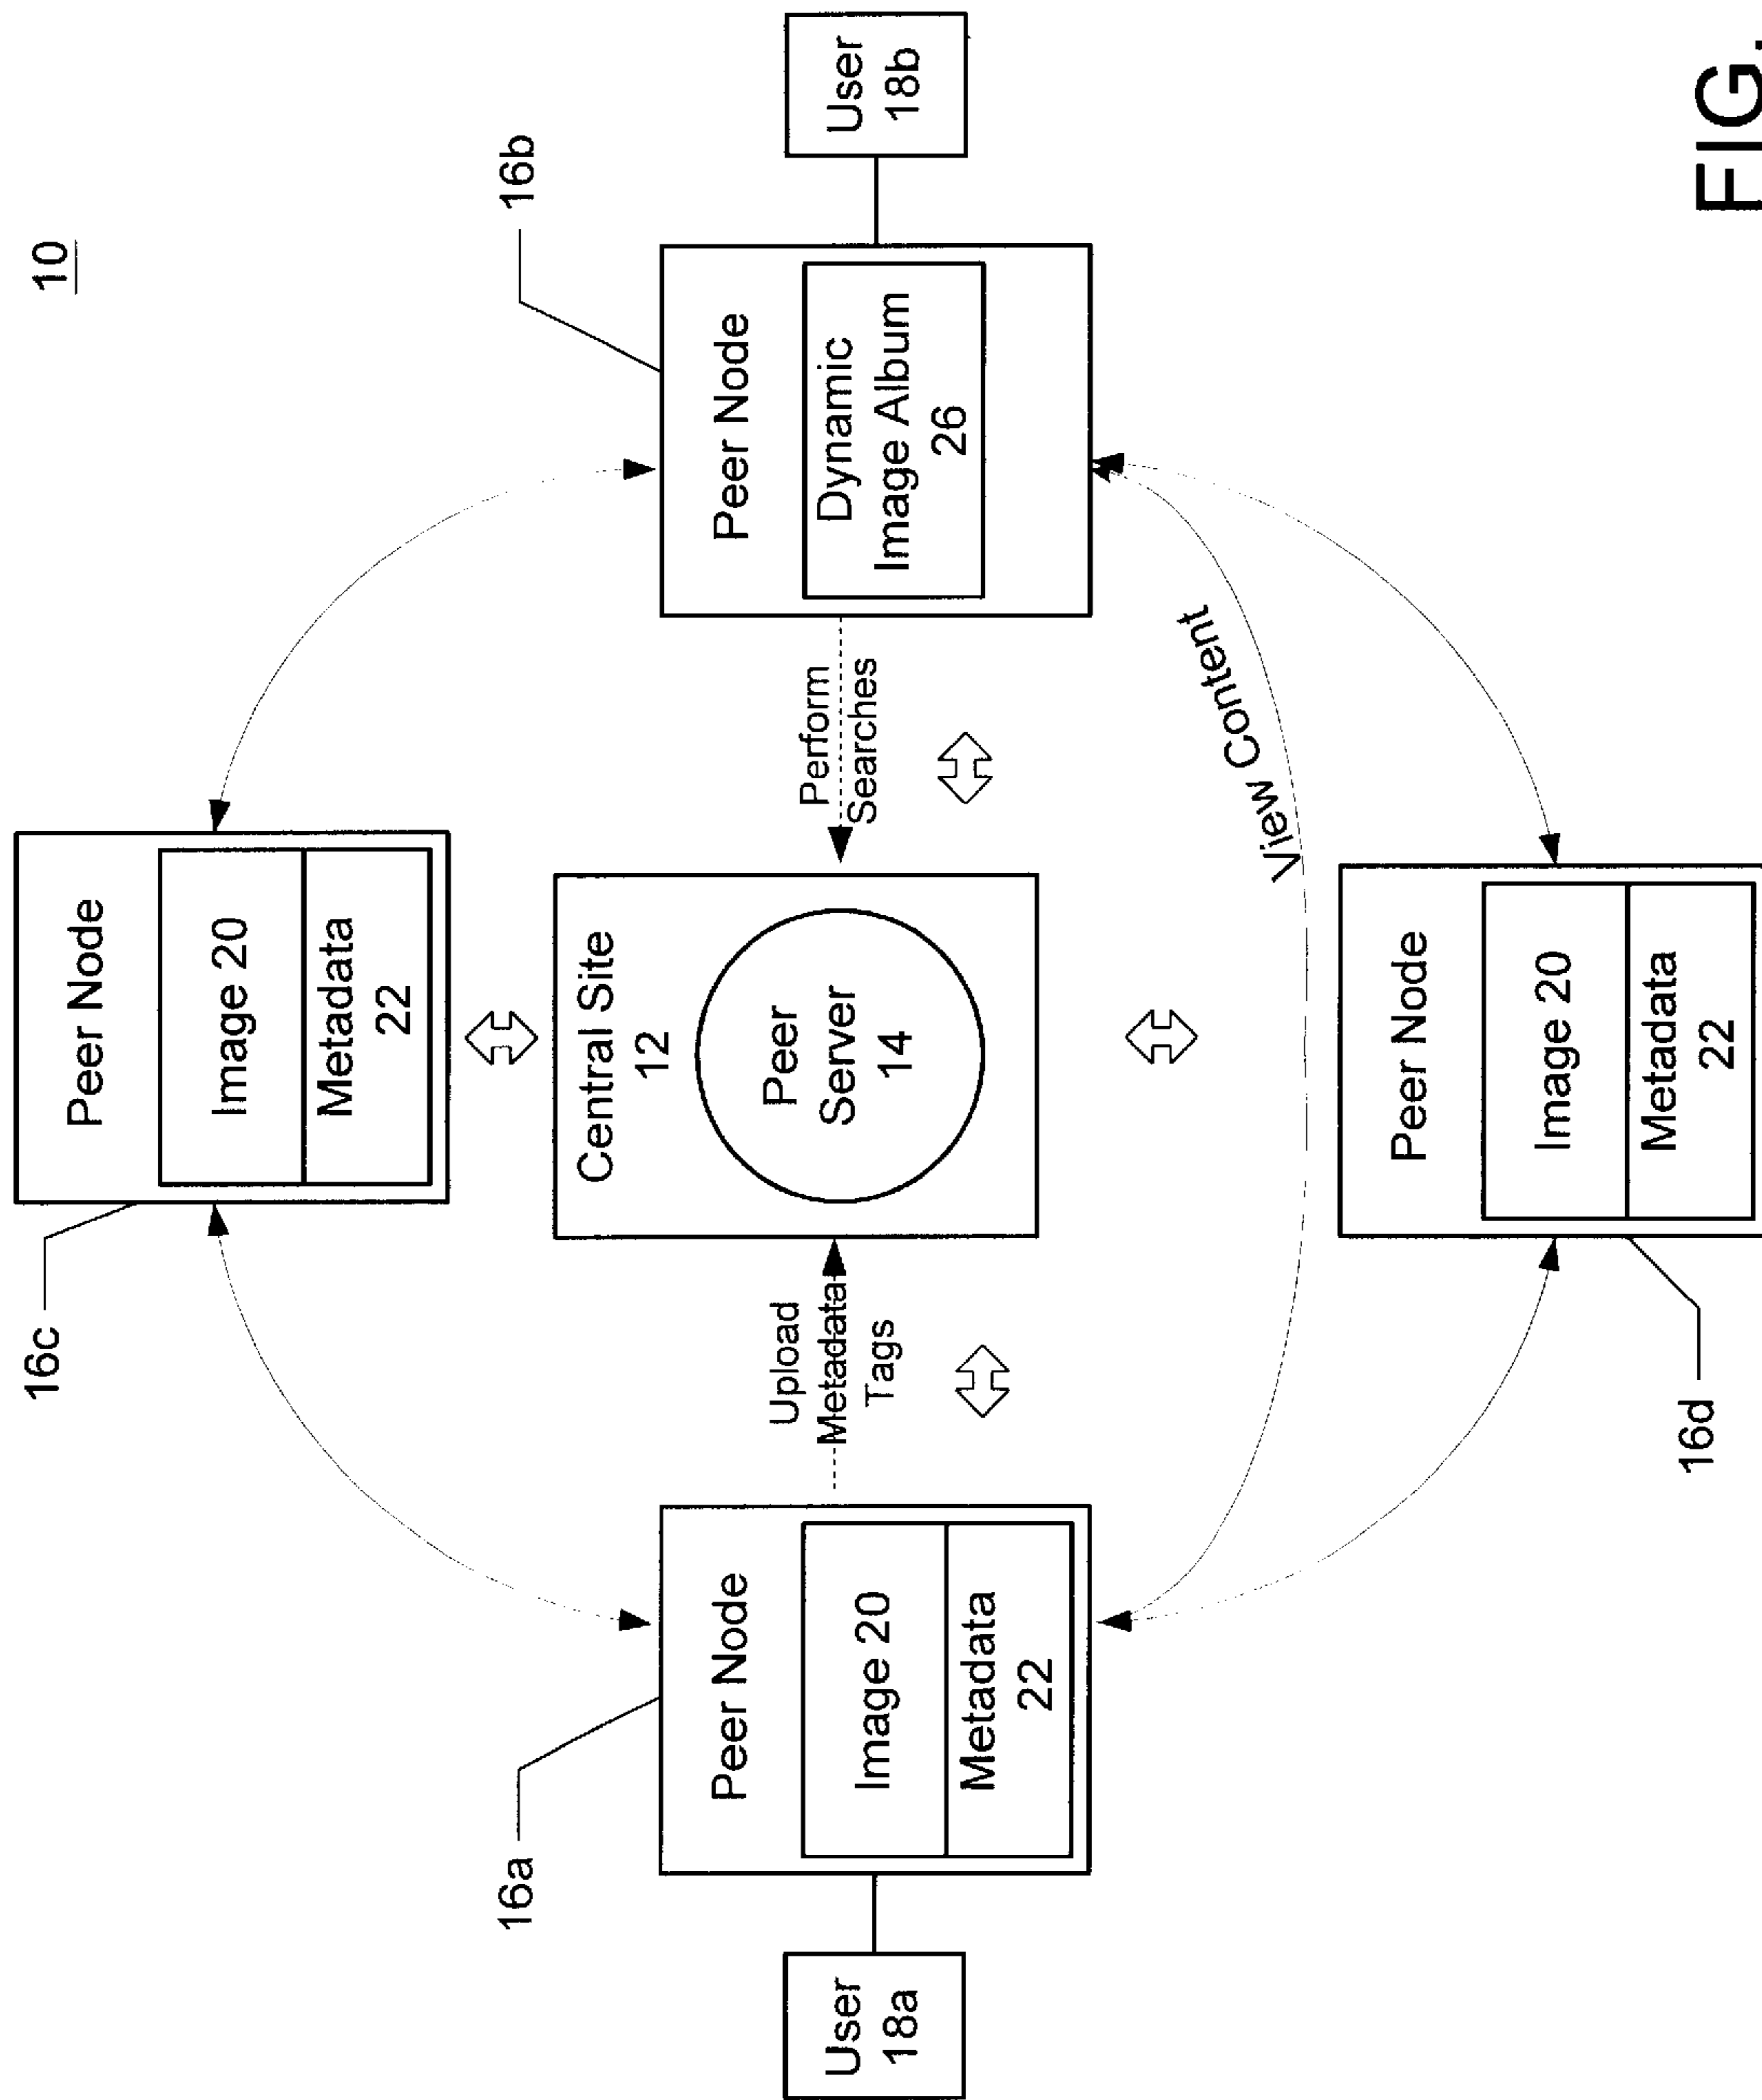 10
16c
Peer Node
Image 20
Metadata
22
16a
16b
Peer Node
Image 20
Metadata
22
User
18a
Upload
Metadata
Tags
Central Site
12
Peer
Server
14
Perform
Searches
Peer Node
Dynamic
Image Album
26
User
18b
View Content
Peer Node
Image 20
Metadata
22
16d
FIG.